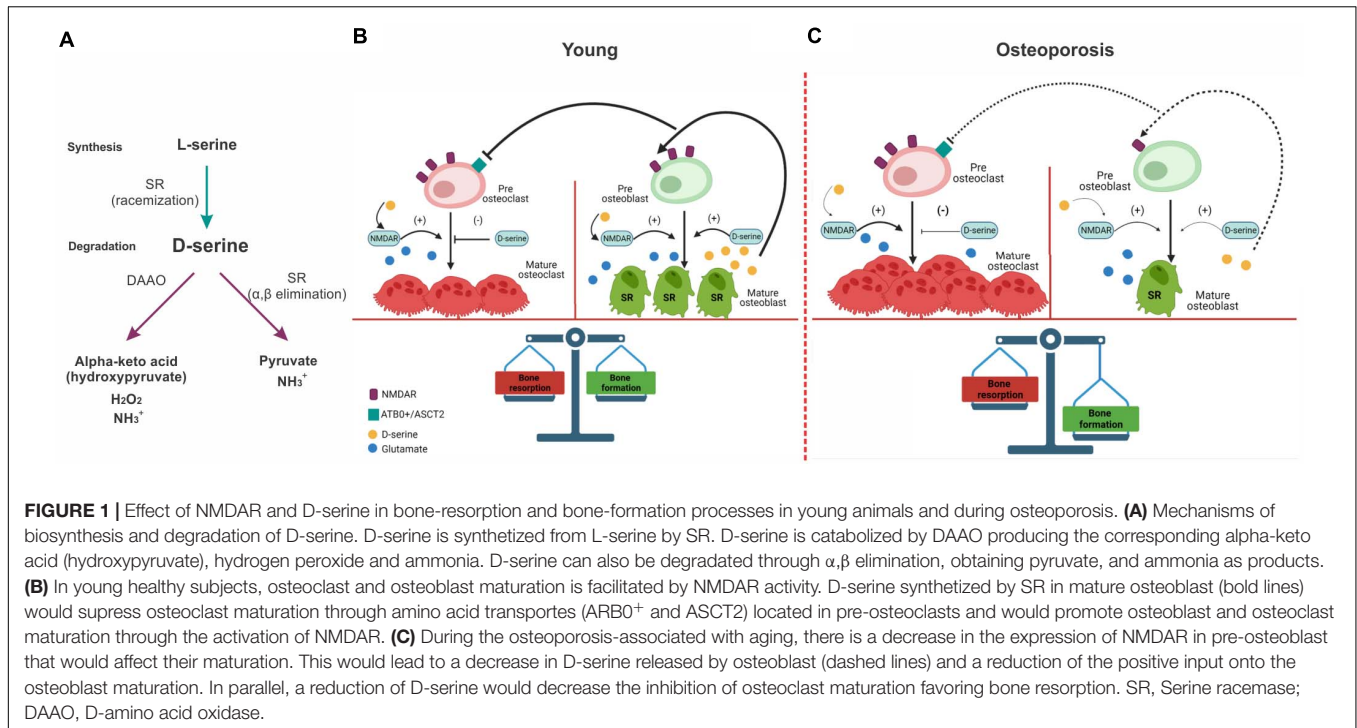 A
Synthesis
L-serine
SR
(racemization)
Degradation
D-serine
DAAO
SR
(α,β elimination)
Alpha-keto acid
(hydroxypyruvate)
H2O2
NH3+
Pyruvate
NH3+
B
Young
Pre
osteoclast
Pre
osteoblast
(+)
(-)
NMDAR
D-serine
Mature
osteoclast
(+)
(+)
NMDAR
D-serine
SR
SR
SR
Mature
osteoblast
Bone
resorption
Bone
formation
NMDAR
ATB0+/ASCT2
D-serine
Glutamate
C
Osteoporosis
Pre
osteoclast
Pre
osteoblast
(+)
(-)
NMDAR
D-serine
Mature
osteoclast
(+)
(+)
NMDAR
D-serine
SR
Mature
osteoblast
Bone
resorption
Bone
formation
FIGURE 1 | Effect of NMDAR and D-serine in bone-resorption and bone-formation processes in young animals and during osteoporosis. (A) Mechanisms of
biosynthesis and degradation of D-serine. D-serine is synthetized from L-serine by SR. D-serine is catabolized by DAAO producing the corresponding alpha-keto
acid (hydroxypyruvate), hydrogen peroxide and ammonia. D-serine can also be degradated through α,β elimination, obtaining pyruvate, and ammonia as products.
(B) In young healthy subjects, osteoclast and osteoblast maturation is facilitated by NMDAR activity. D-serine synthetized by SR in mature osteoblast (bold lines)
would supress osteoclast maturation through amino acid transportes (ARB0+ and ASCT2) located in pre-osteoclasts and would promote osteoblast and osteoclast
maturation through the activation of NMDAR. (C) During the osteoporosis-associated with aging, there is a decrease in the expression of NMDAR in pre-osteoblast
that would affect their maturation. This would lead to a decrease in D-serine released by osteoblast (dashed lines) and a reduction of the positive input onto the
osteoblast maturation. In parallel, a reduction of D-serine would decrease the inhibition of osteoclast maturation favoring bone resorption. SR, Serine racemase;
DAAO, D-amino acid oxidase.